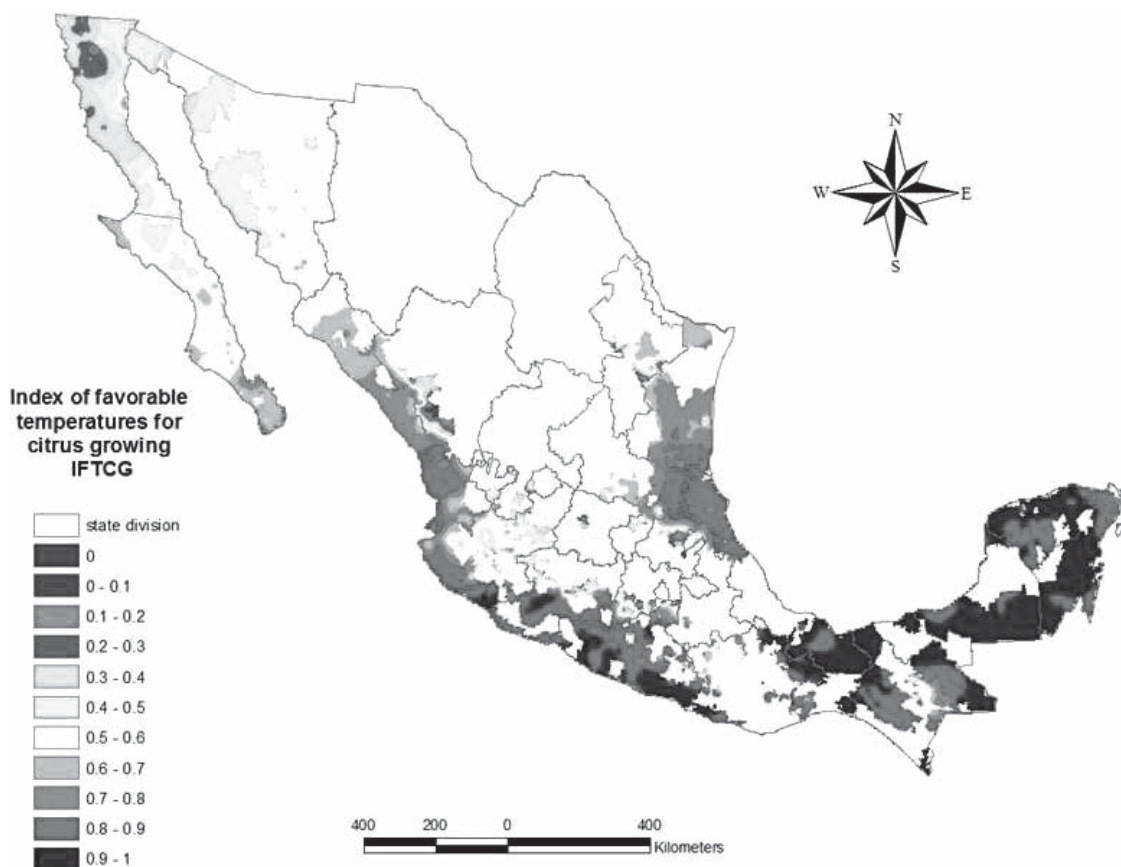 N
W E
S
Index of favorable
temperatures for
citrus growing
IFTCG
state division
0
0 - 0.1
0.1 - 0.2
0.2 - 0.3
0.3 - 0.4
0.4 - 0.5
0.5 - 0.6
0.6 - 0.7
0.7 - 0.8
0.8 - 0.9
0.9 - 1
400 200 0 400
Kilometers